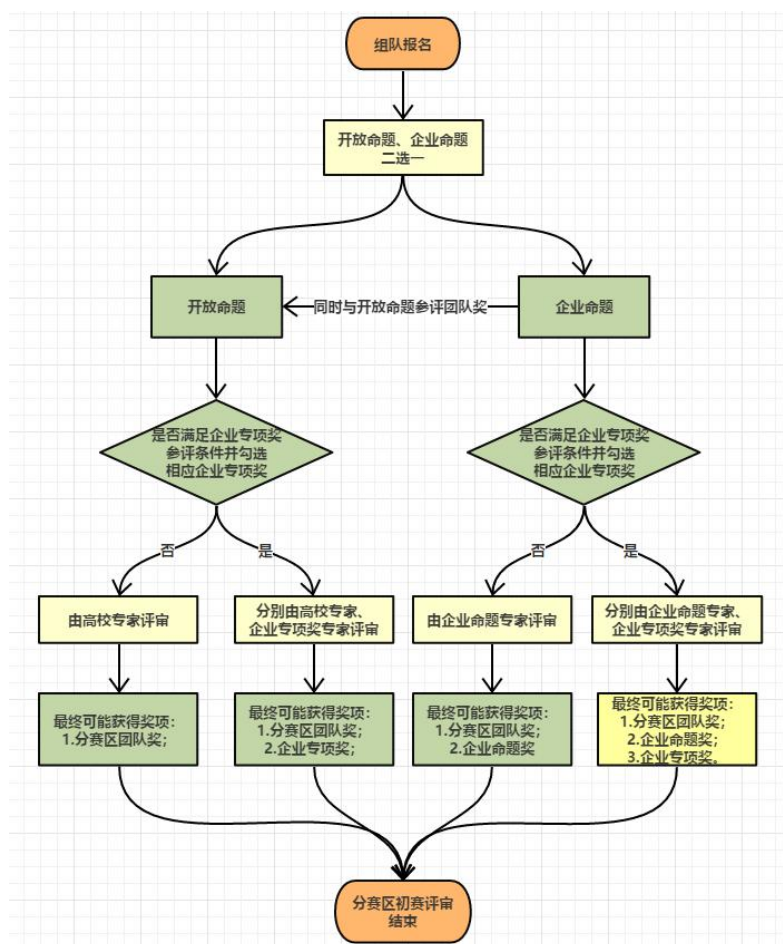 组队报名
开放命题、企业命题
二选一
开放命题
同时与开放命题参评团队奖
企业命题
是否满足企业专项奖
参评条件并勾选
相应企业专项奖
是否满足企业专项奖
参评条件并勾选
相应企业专项奖
否
是
否
是
由高校专家评审
分别由高校专家、
企业专项奖专家评审
由企业命题专家评审
分别由企业命题专家、
企业专项奖专家评审
最终可能获得奖项：
1.分赛区团队奖；
最终可能获得奖项：
1.分赛区团队奖；
2.企业专项奖；
最终可能获得奖项：
1.分赛区团队奖；
2.企业命题奖
最终可能获得奖项：
1.分赛区团队奖；
2.企业命题奖；
3.企业专项奖。
分赛区初赛评审
结束